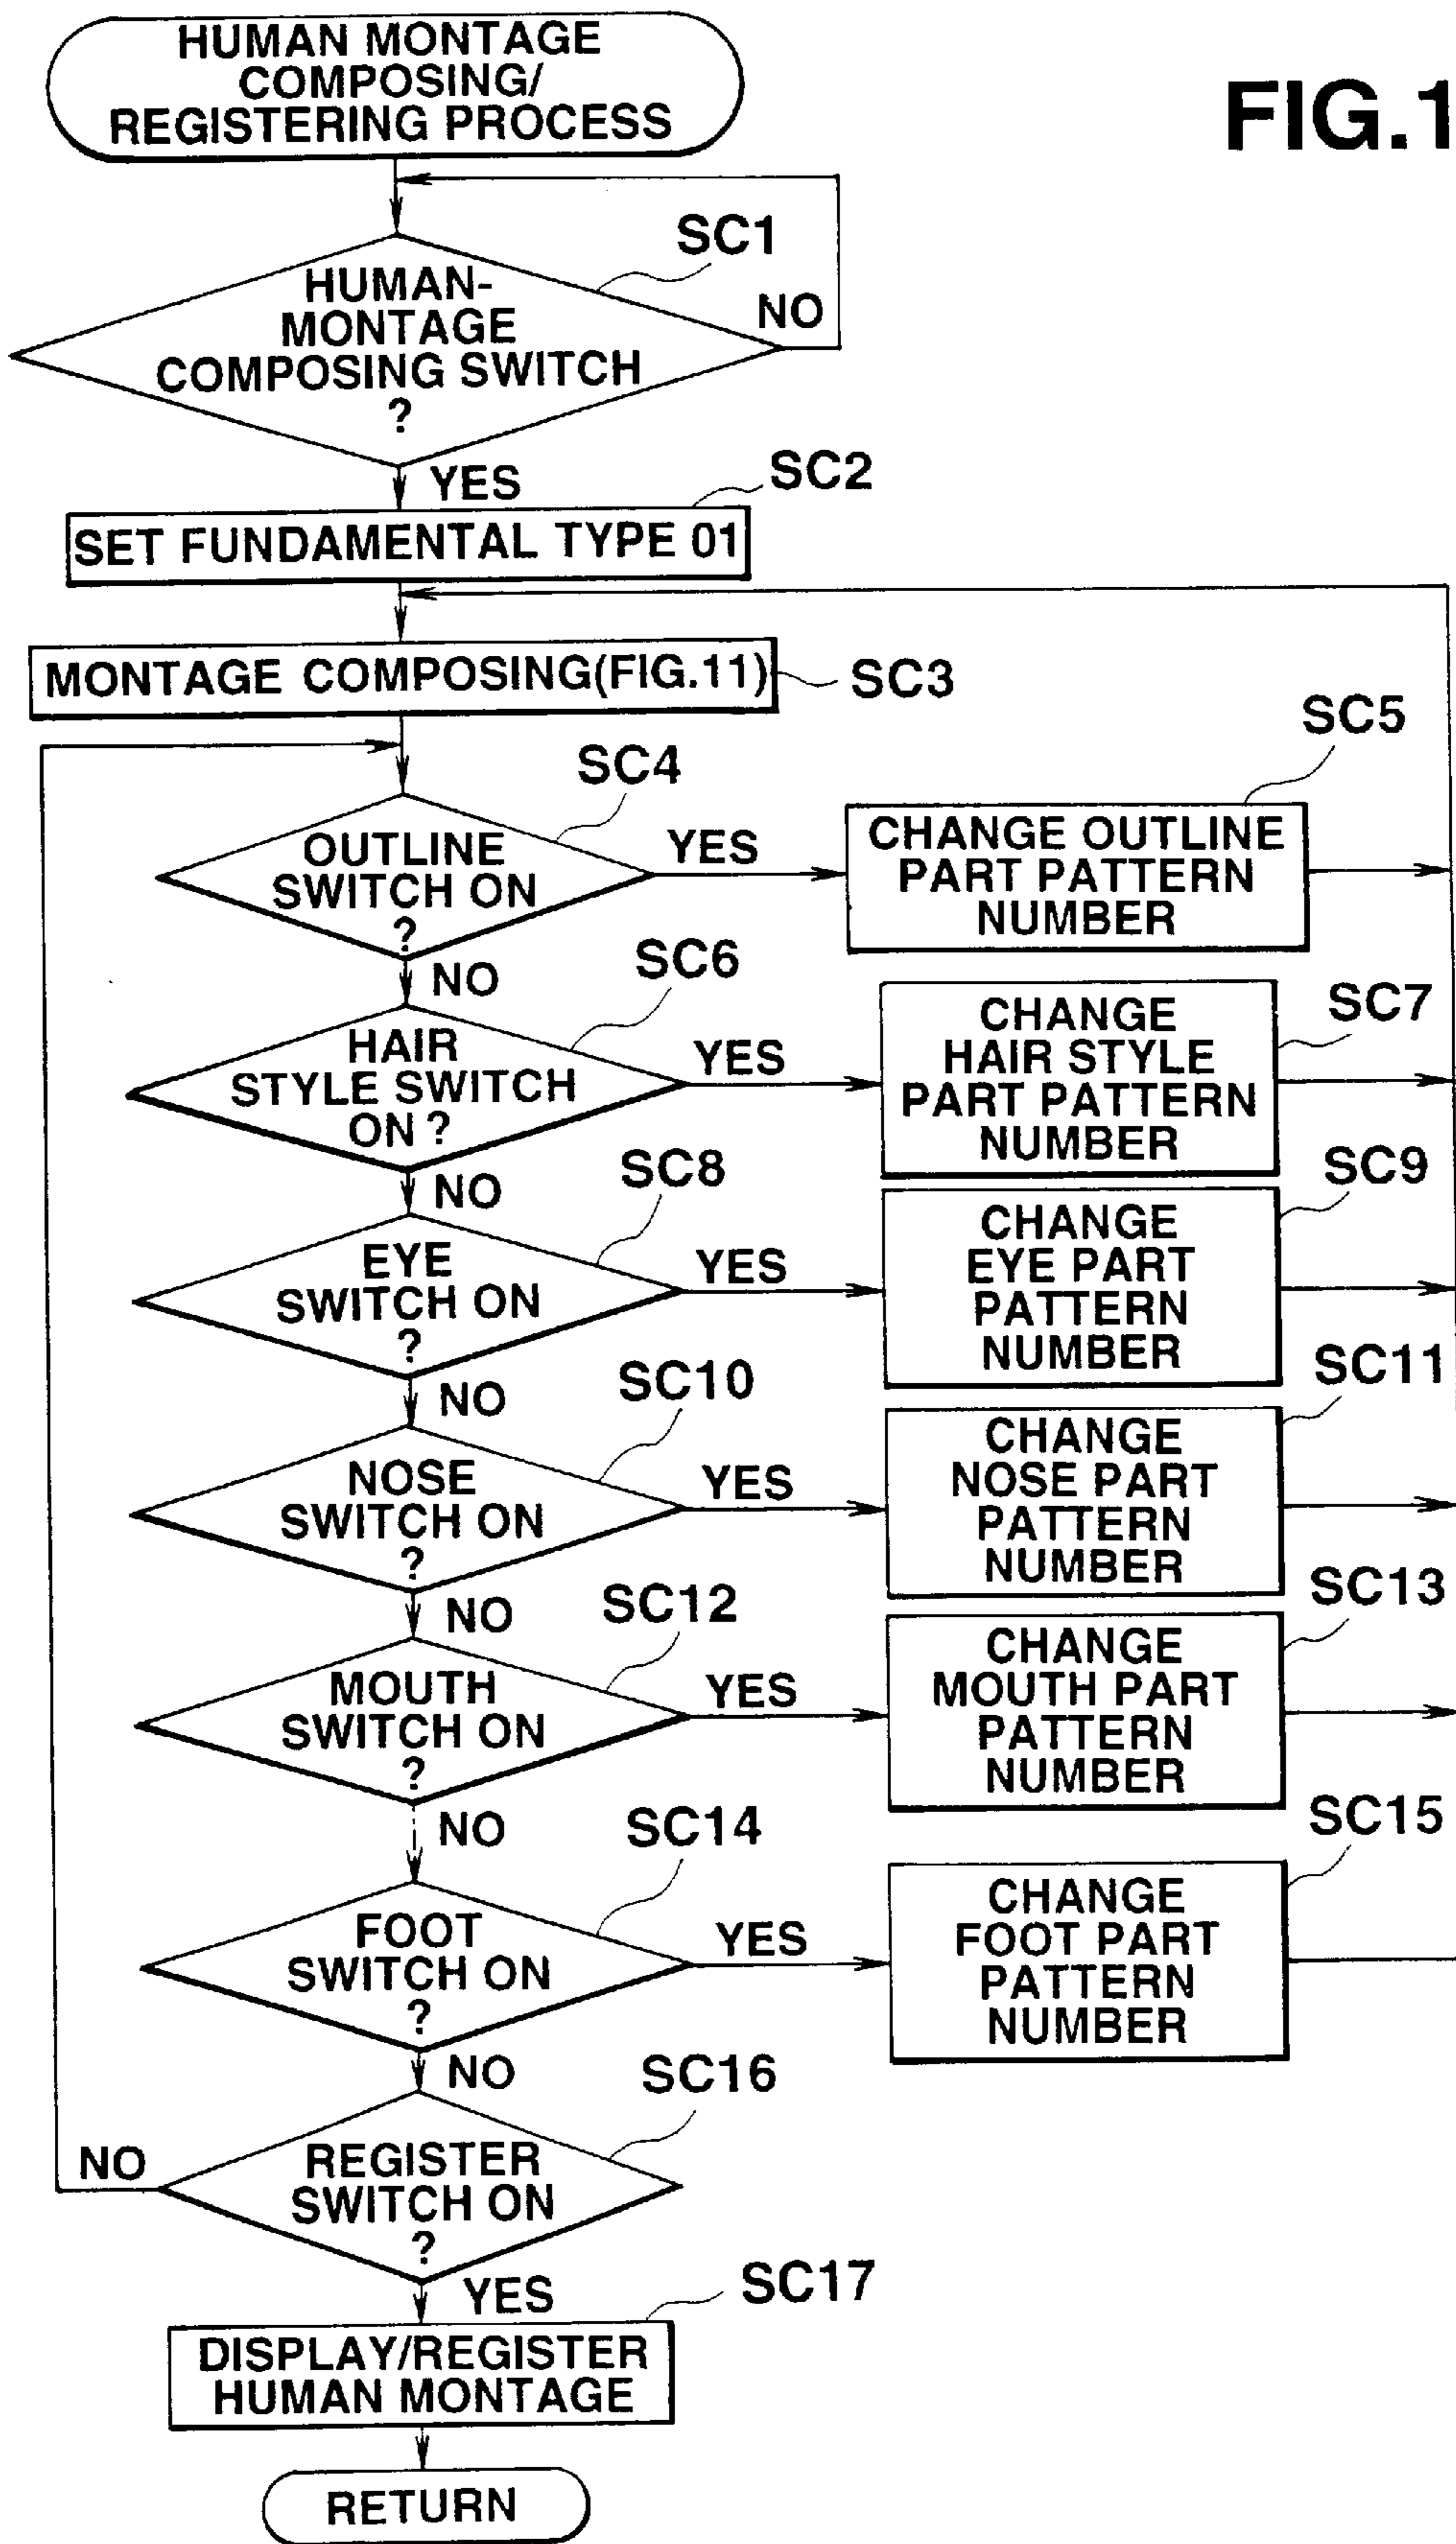 HUMAN MONTAGE
COMPOSING/
REGISTERING PROCESS
FIG.1
SC1
HUMAN-
MONTAGE
COMPOSING SWITCH
?
NO
YES
SC2
SET FUNDAMENTAL TYPE 01
MONTAGE COMPOSING(FIG.11)
SC3
SC4
OUTLINE
SWITCH ON
?
YES
SC5
CHANGE OUTLINE
PART PATTERN
NUMBER
NO
SC6
HAIR
STYLE SWITCH
ON ?
YES
SC7
CHANGE
HAIR STYLE
PART PATTERN
NUMBER
NO
SC8
EYE
SWITCH ON
?
YES
SC9
CHANGE
EYE PART
PATTERN
NUMBER
NO
SC10
NOSE
SWITCH ON
?
YES
SC11
CHANGE
NOSE PART
PATTERN
NUMBER
NO
SC12
MOUTH
SWITCH ON
?
YES
SC13
CHANGE
MOUTH PART
PATTERN
NUMBER
NO
SC14
FOOT
SWITCH ON
?
YES
SC15
CHANGE
FOOT PART
PATTERN
NUMBER
NO
SC16
REGISTER
SWITCH ON
?
NO
YES
SC17
DISPLAY/REGISTER
HUMAN MONTAGE
RETURN